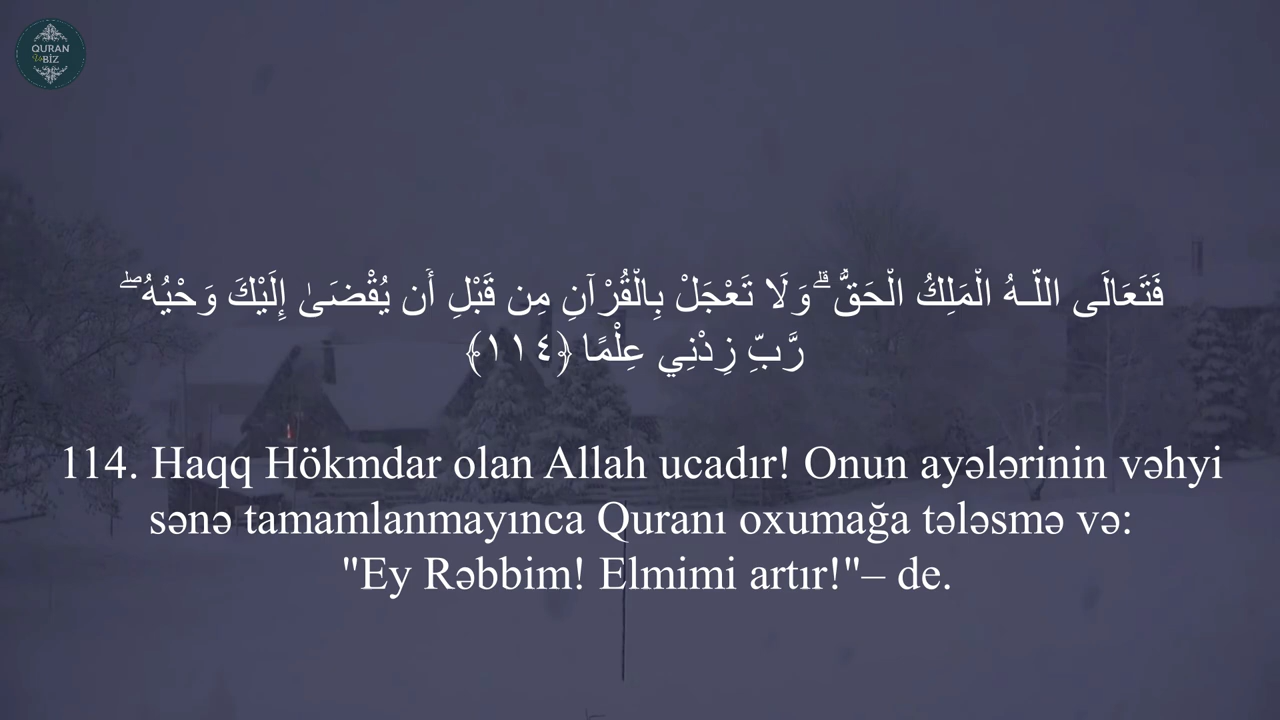 QURAN
Və BİZ
فَتَعَالَى اللَّـهُ الْمَلِكُ الْحَقُّ ۗ وَلَا تَعْجَلْ بِالْقُرْآنِ مِن قَبْلِ أَن يُقْضَىٰ إِلَيْكَ وَحْيُهُ ۖ
رَّبِّ زِدْنِي عِلْمًا ﴿١١٤﴾
114. Haqq Hökmdar olan Allah ucadır! Onun ayələrinin vəhyi
sənə tamamlanmayınca Quranı oxumağa tələsmə və:
"Ey Rəbbim! Elmimi artır!"– de.